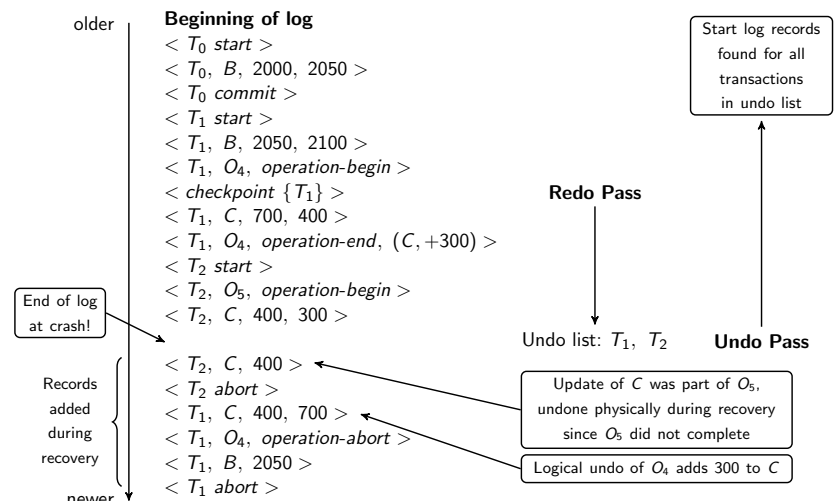 older
Beginning of log
< T₀ start >
< T₀, B, 2000, 2050 >
< T₀ commit >
< T₁ start >
< T₁, B, 2050, 2100 >
< T₁, O₄, operation-begin >
< checkpoint {T₁} >
< T₁, C, 700, 400 >
< T₁, O₄, operation-end, (C, +300) >
< T₂ start >
< T₂, O₅, operation-begin >
< T₂, C, 400, 300 >
End of log
at crash!
< T₂, C, 400 >
< T₂ abort >
< T₁, C, 400, 700 >
< T₁, O₄, operation-abort >
< T₁, B, 2050 >
< T₁ abort >
Records
added
during
recovery
newer
Redo Pass
Undo list: T₁, T₂
Undo Pass
Start log records
found for all
transactions
in undo list
Update of C was part of O₅,
undone physically during recovery
since O₅ did not complete
Logical undo of O₄ adds 300 to C